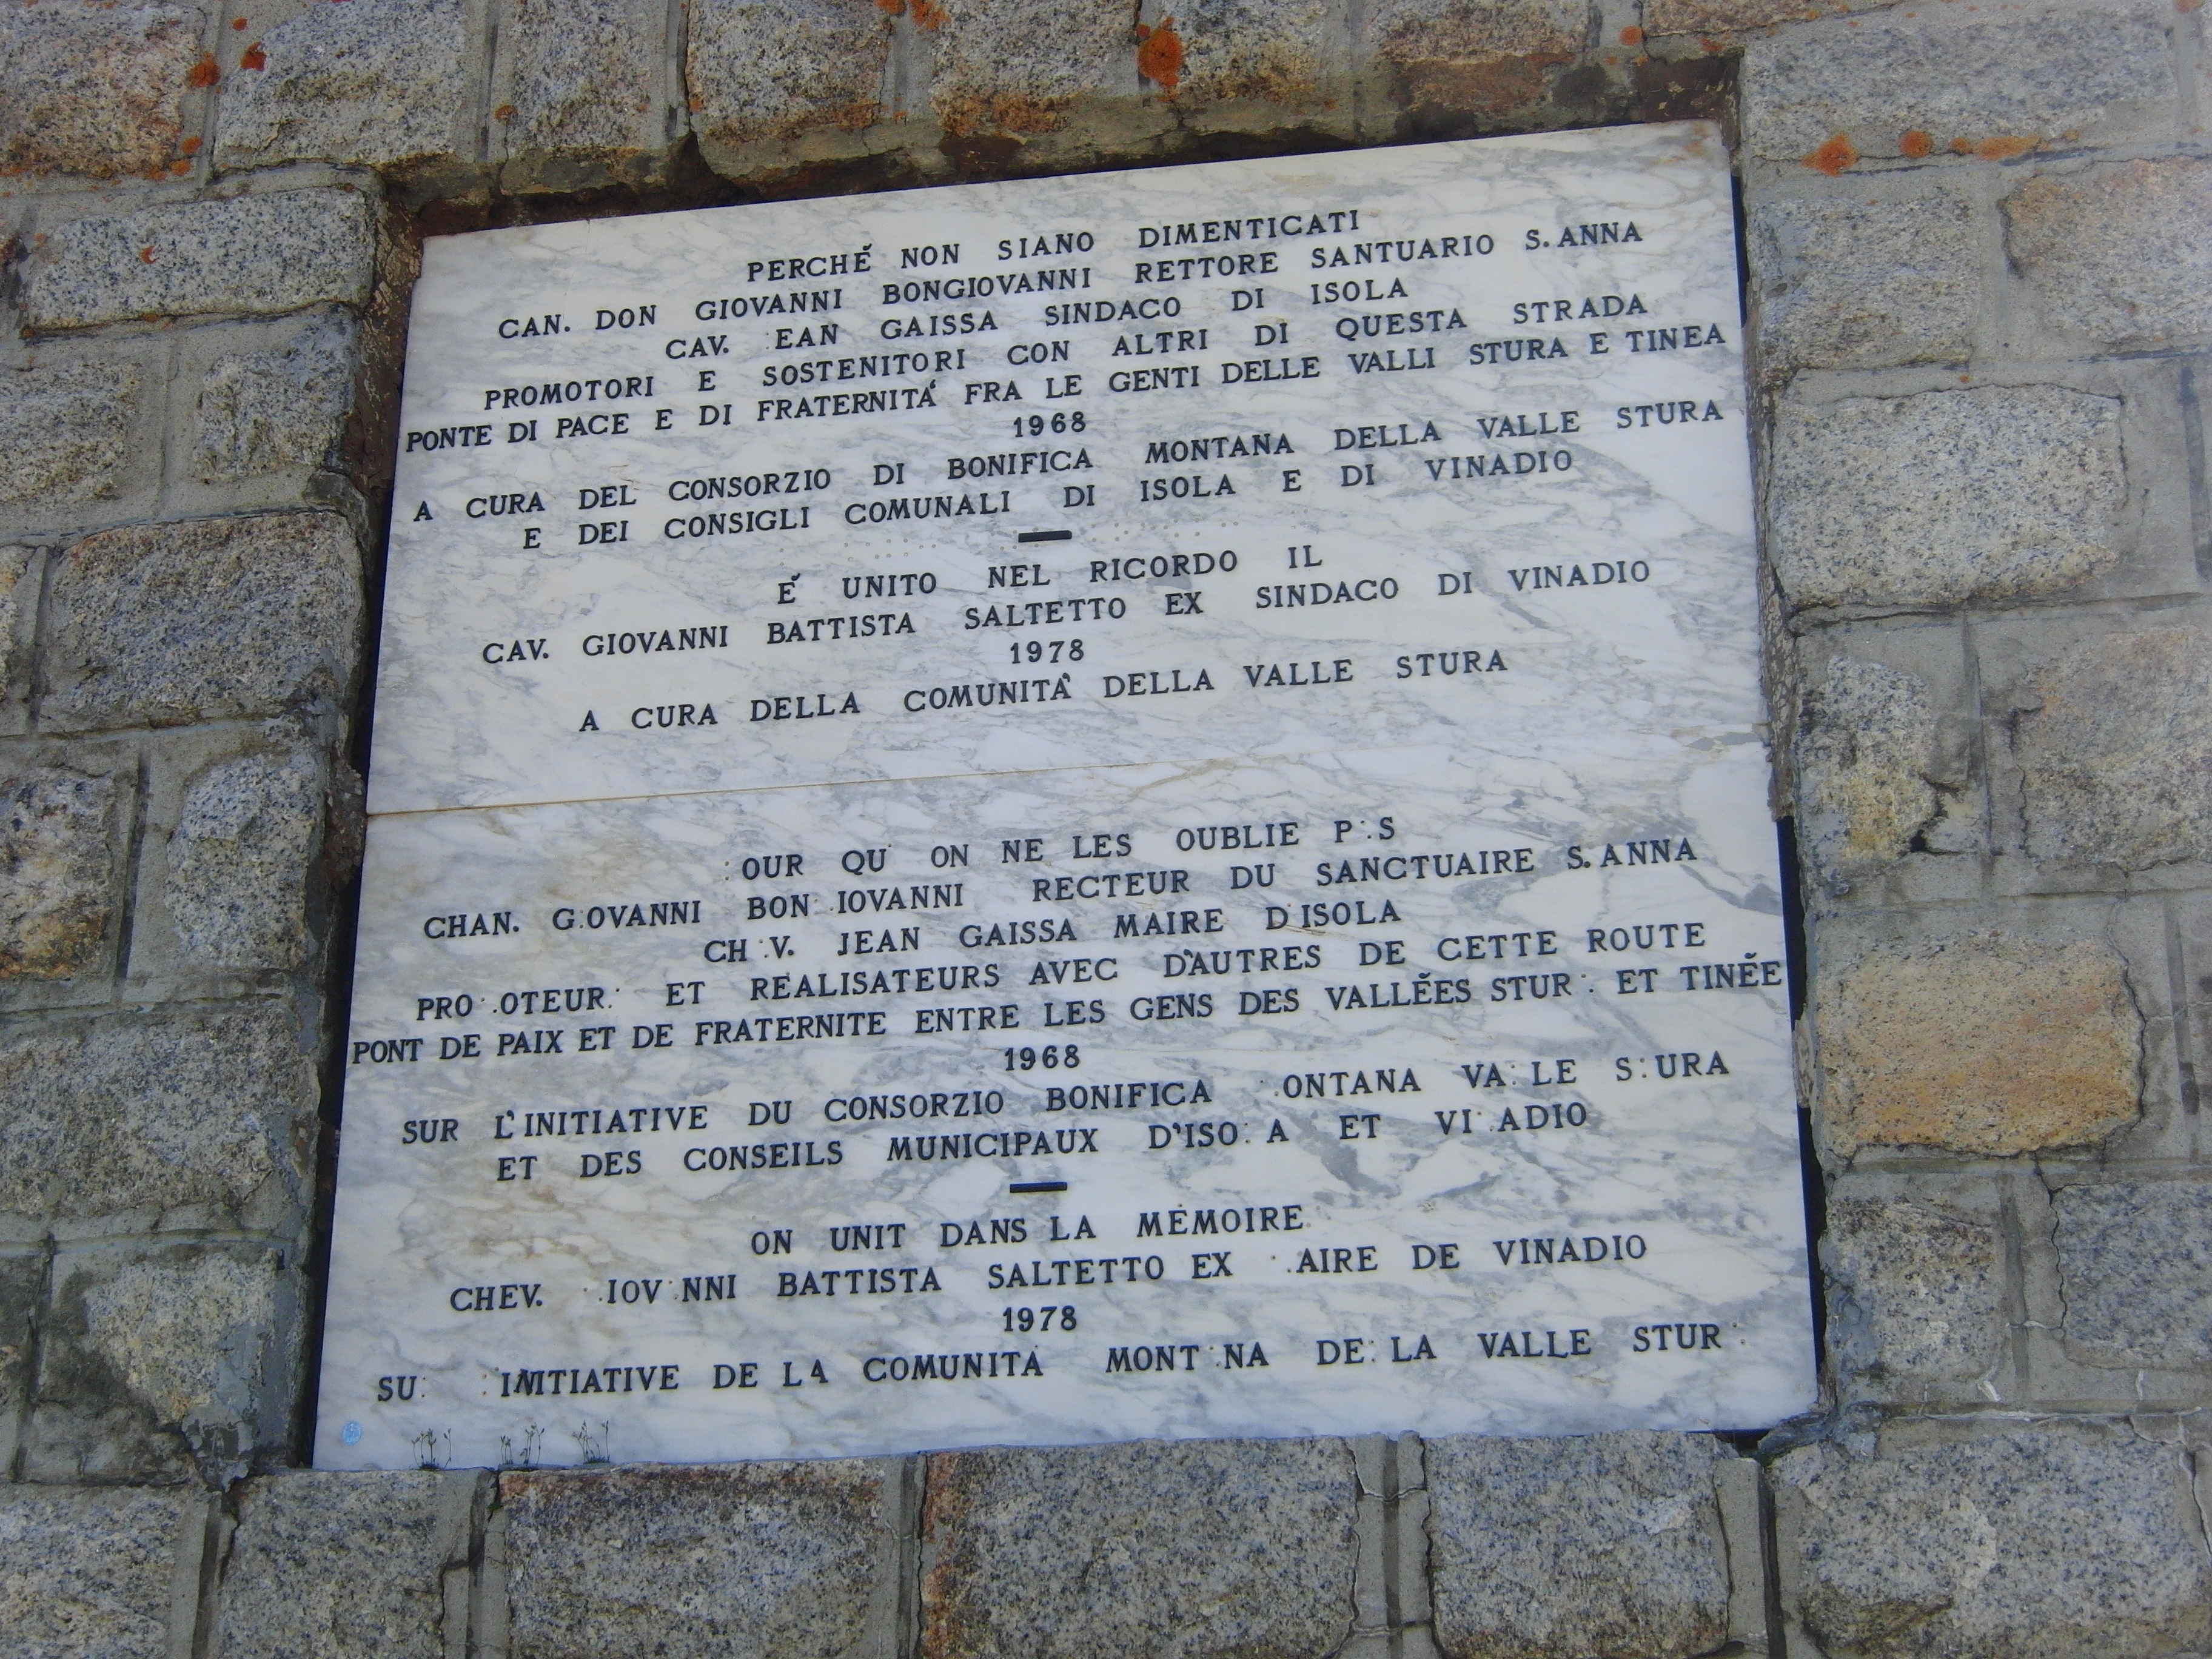 PERCHÉ NON SIANO DIMENTICATI
CAN. DON GIOVANNI BONGIOVANNI RETTORE SANTUARIO S. ANNA
CAV. EAN GAISSA SINDACO DI ISOLA
PROMOTORI E SOSTENITORI CON ALTRI DI QUESTA STRADA
PONTE DI PACE E DI FRATERNITÁ FRA LE GENTI DELLE VALLI STURA E TINEA
1968
A CURA DEL CONSORZIO DI BONIFICA MONTANA DELLA VALLE STURA
E DEI CONSIGLI COMUNALI DI ISOLA E DI VINADIO
É UNITO NEL RICORDO IL
CAV. GIOVANNI BATTISTA SALTETTO EX SINDACO DI VINADIO
1978
A CURA DELLA COMUNITÀ DELLA VALLE STURA
OUR QU ON NE LES OUBLIE P S
CHAN. G OVANNI BON IOVANNI RECTEUR DU SANCTUAIRE S. ANNA
CH V. JEAN GAISSA MAIRE D ISOLA
PRO OTEUR ET REALISATEURS AVEC D'AUTRES DE CETTE ROUTE
PONT DE PAIX ET DE FRATERNITE ENTRE LES GENS DES VALLÉES STUR ET TINÉE
1968
SUR L'INITIATIVE DU CONSORZIO BONIFICA ONTANA VA LE S URA
ET DES CONSEILS MUNICIPAUX D'ISO A ET VI ADIO
ON UNIT DANS LA MÉMOIRE
CHEV. IOV NNI BATTISTA SALTETTO EX AIRE DE VINADIO
1978
SU INITIATIVE DE LA COMUNITÁ MONT NA DE LA VALLE STUR